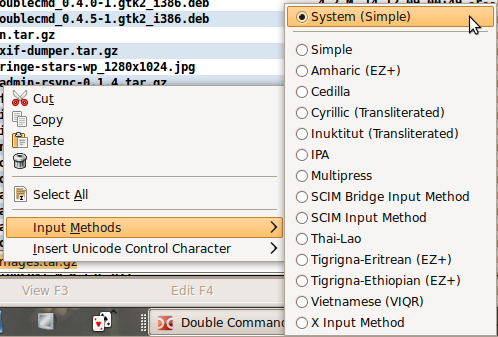 oublecmd_0.4.0-1.gtk2_i386.deb
oublecmd_0.4.5-1.gtk2_i386.deb
n.tar.gz
xif-dumper.tar.gz
ringe-stars-wp_1280x1024.jpg
admin-rsync-0.1.4.tar.gz
Cut
Copy
Paste
Delete
Select All
Input Methods
Insert Unicode Control Character
System (Simple)
Simple
Amharic (EZ+)
Cedilla
Cyrillic (Transliterated)
Inuktitut (Transliterated)
IPA
Multipress
SCIM Bridge Input Method
SCIM Input Method
Thai-Lao
Tigrigna-Eritrean (EZ+)
Tigrigna-Ethiopian (EZ+)
Vietnamese (VIQR)
X Input Method
mages.tar.gz
View F3
Edit F4
Double Comman